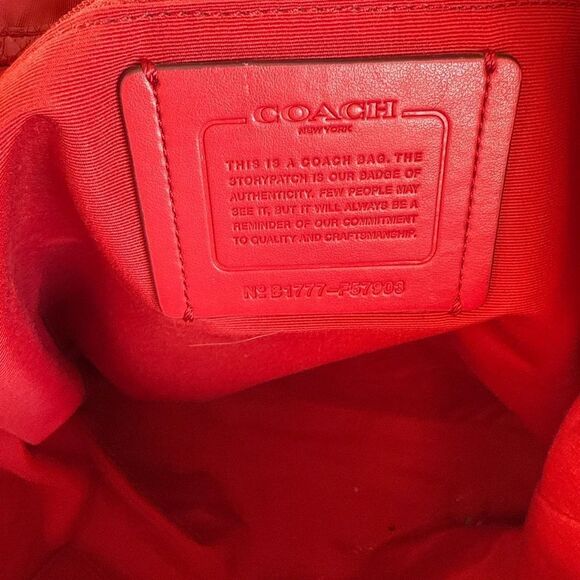 COACH
NEW YORK
THIS IS A COACH BAG. THE
STORYPATCH IS OUR BADGE OF
AUTHENTICITY. FEW PEOPLE MAY
SEE IT, BUT IT WILL ALWAYS BE A
REMINDER OF OUR COMMITMENT
TO QUALITY AND CRAFTSMANSHIP.
Nº B1777-F57903